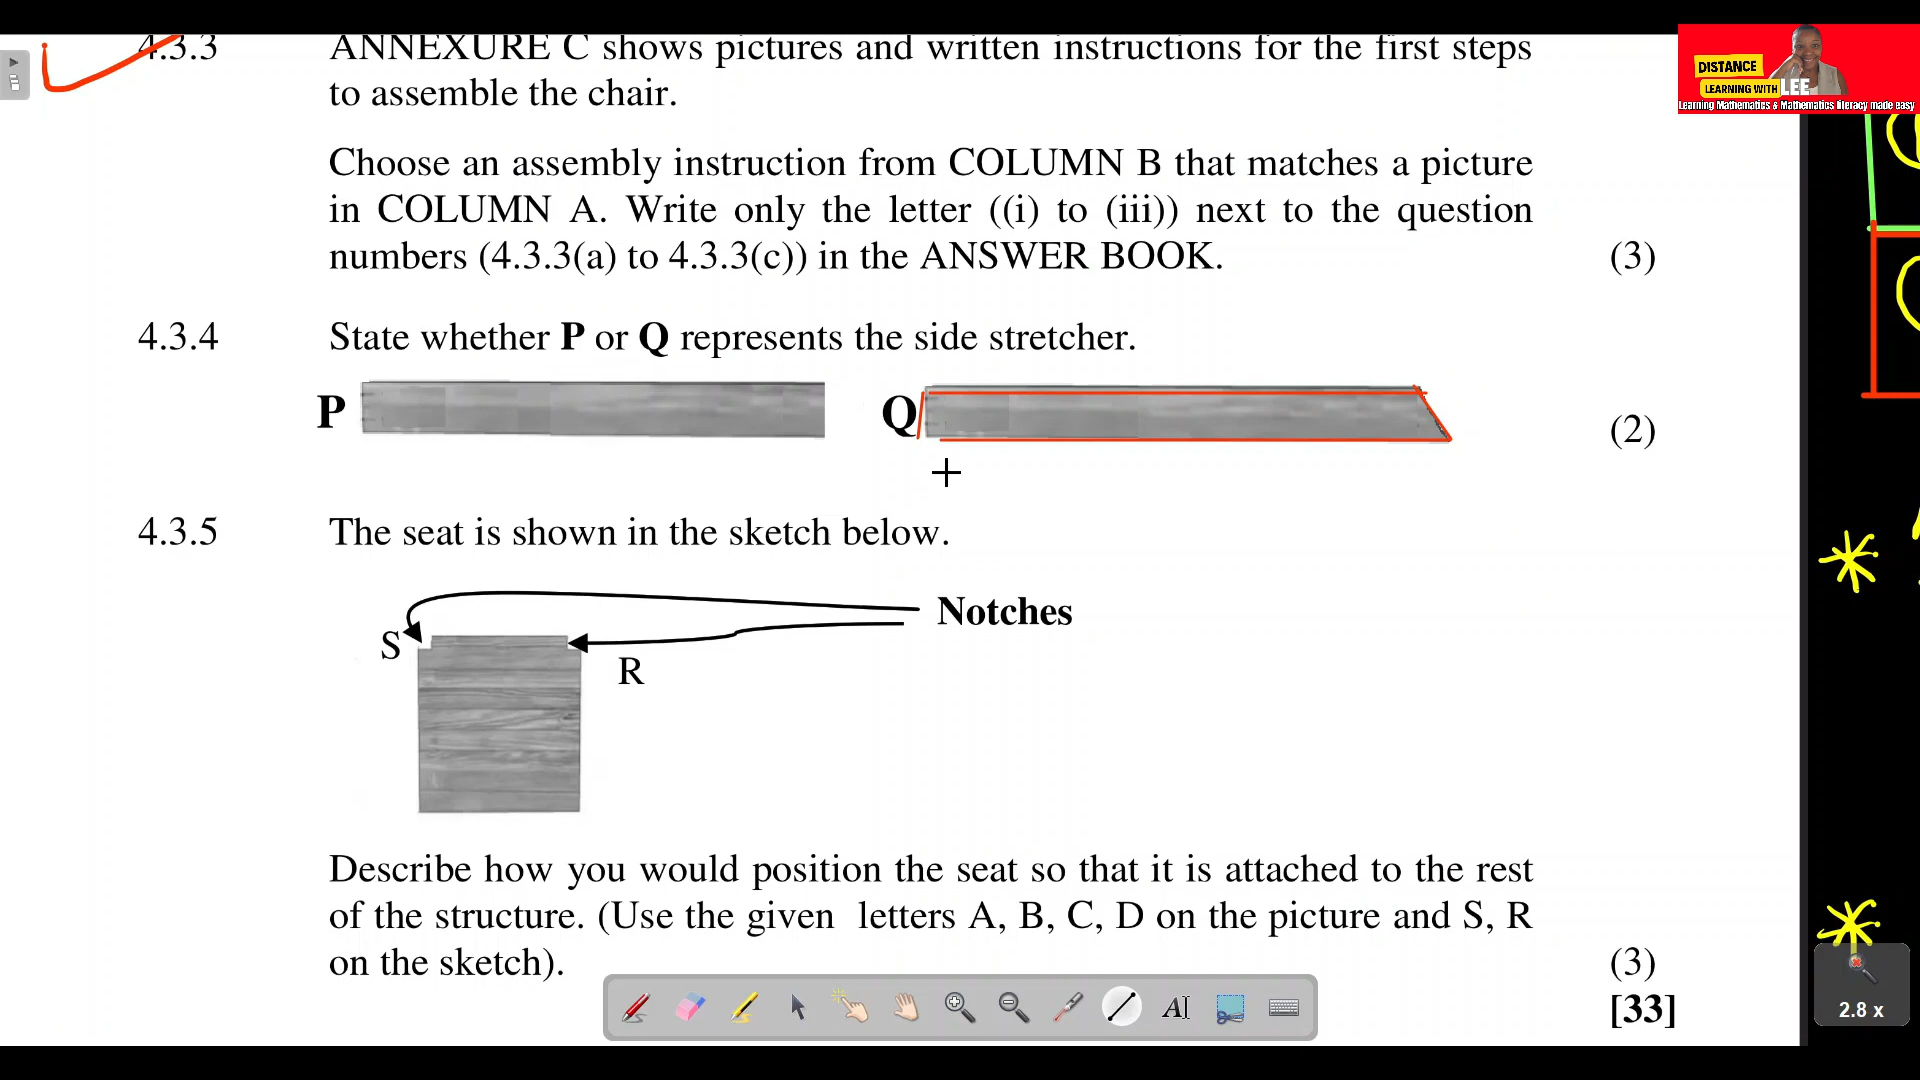 DISTANCE
LEARNING WITH LEE
Learning Mathematics & Mathematics literacy made easy
4.3.3 ANNEXURE C shows pictures and written instructions for the first steps
to assemble the chair.
Choose an assembly instruction from COLUMN B that matches a picture
in COLUMN A. Write only the letter ((i) to (iii)) next to the question
numbers (4.3.3(a) to 4.3.3(c)) in the ANSWER BOOK. (3)
4.3.4 State whether P or Q represents the side stretcher.
P Q (2)
4.3.5 The seat is shown in the sketch below.
Notches
S
R
Describe how you would position the seat so that it is attached to the rest
of the structure. (Use the given letters A, B, C, D on the picture and S, R
on the sketch). (3)
[33]
2.8 x